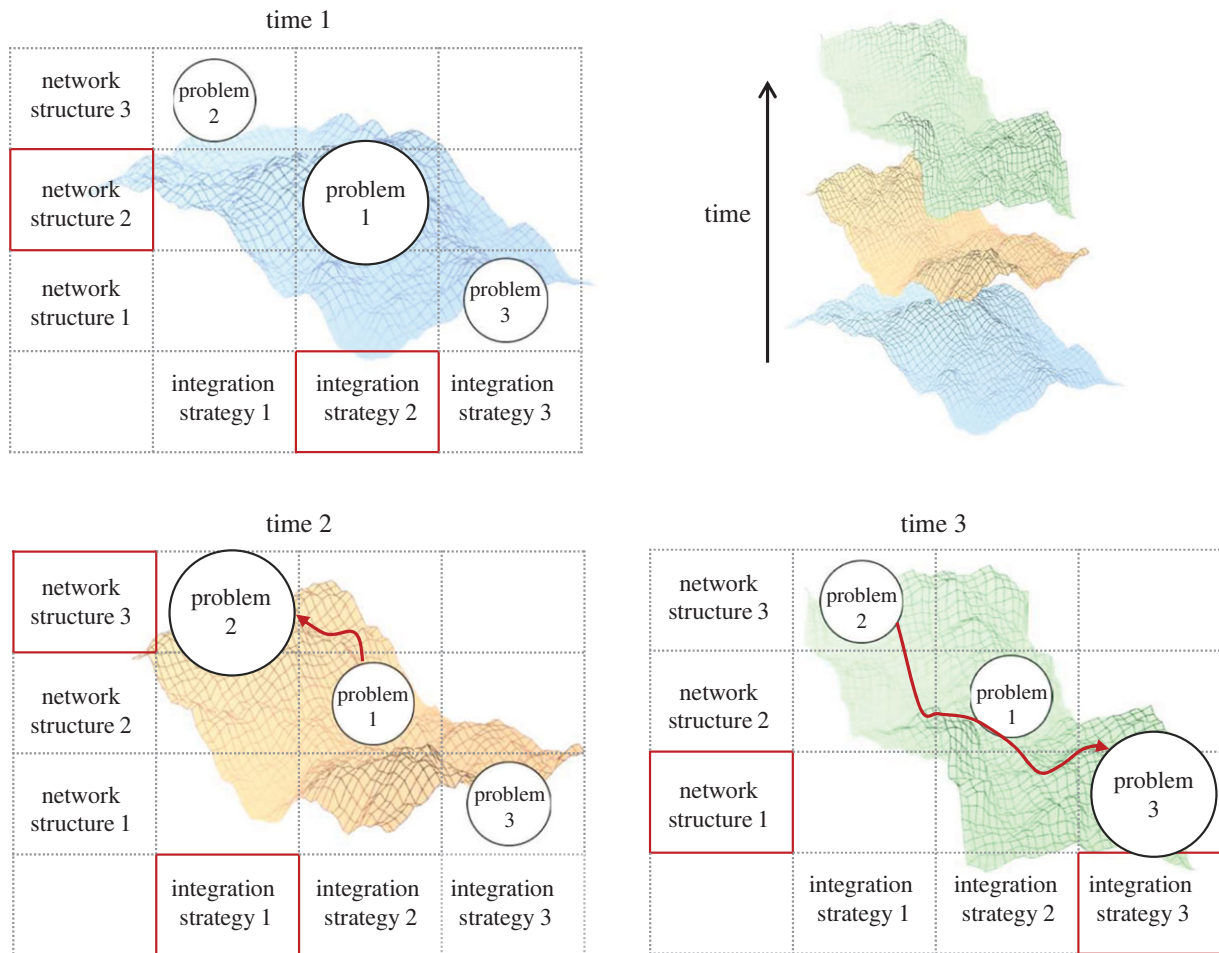 time 1
network
structure 3
problem
2
network
structure 2
problem
1
network
structure 1
problem
3
integration
strategy 1
integration
strategy 2
integration
strategy 3
time
time 2
network
structure 3
problem
2
network
structure 2
problem
1
network
structure 1
problem
3
integration
strategy 1
integration
strategy 2
integration
strategy 3
time 3
network
structure 3
problem
2
network
structure 2
problem
1
network
structure 1
problem
3
integration
strategy 1
integration
strategy 2
integration
strategy 3